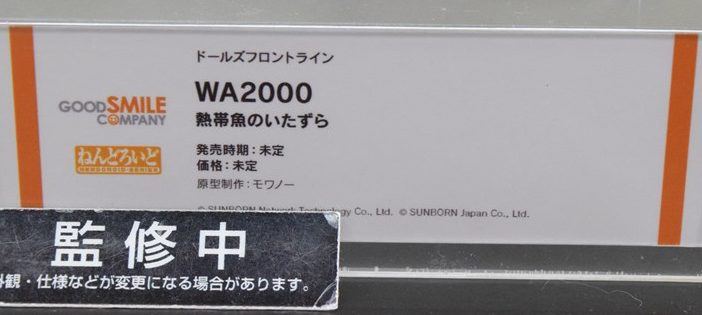 ドールズフロントライン
WA2000
熱帯魚のいたずら
GOOD SMILE
COMPANY
ねんどろいど
NENDOROID-SERIES
発売時期：未定
価格：未定
原型制作：モワノー
© SUNBORN Network Technology Co., Ltd. © SUNBORN Japan Co., Ltd.
監修中
外観・仕様などが変更になる場合があります。